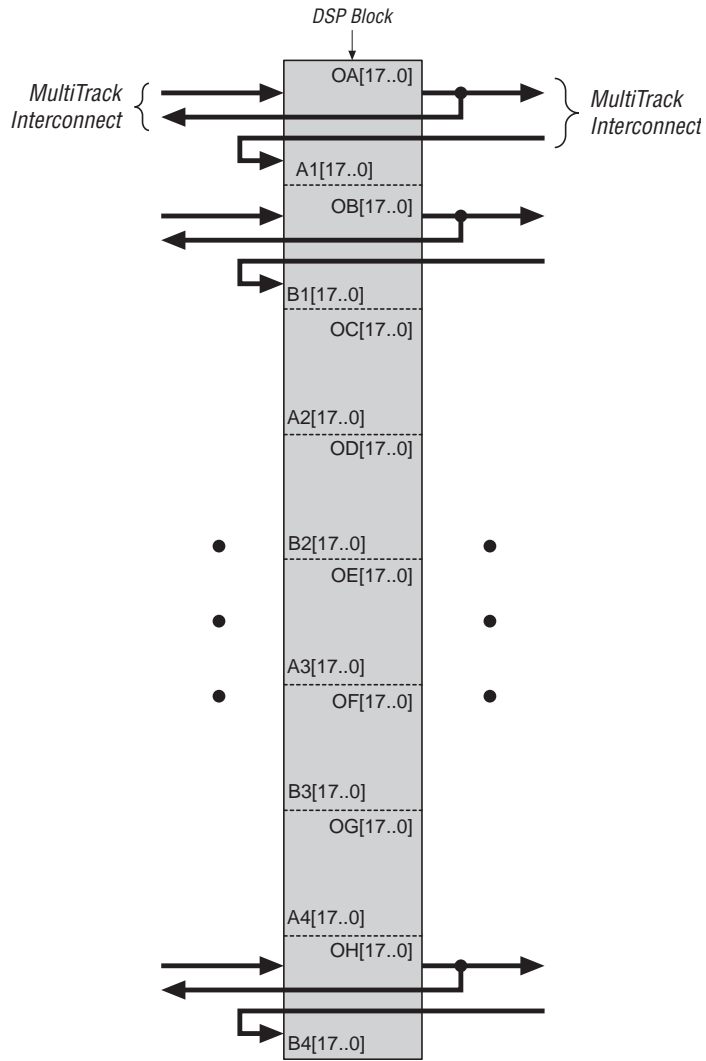 DSP Block
OA[17..0]
MultiTrack
Interconnect
MultiTrack
Interconnect
A1[17..0]
OB[17..0]
B1[17..0]
OC[17..0]
A2[17..0]
OD[17..0]
B2[17..0]
OE[17..0]
A3[17..0]
OF[17..0]
B3[17..0]
OG[17..0]
A4[17..0]
OH[17..0]
B4[17..0]